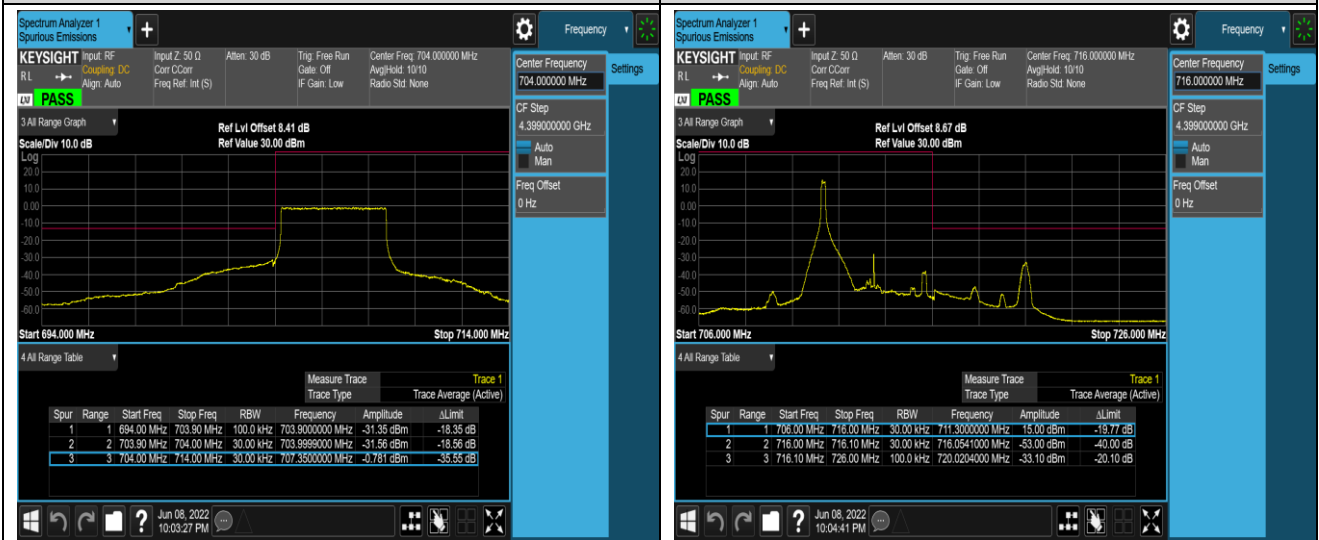 Spectrum Analyzer 1
Spurious Emissions
+
Frequency
KEYSIGHT Input: RF Input Z: 50 Ω Atten: 30 dB Trig: Free Run Center Freq: 704.000000 MHz
Coupling: DC Corr CCorr Gate: Off Avg|Hold: 10/10
R L Align: Auto Freq Ref: Int (S) IF Gain: Low Radio Std: None
LXI PASS
Center Frequency
704.000000 MHz
Settings
CF Step
4.399000000 GHz
Auto
Man
Freq Offset
0 Hz
3 All Range Graph
Ref Lvl Offset 8.41 dB
Scale/Div 10.0 dB Ref Value 30.00 dBm
Log
20.0
10.0
0.00
-10.0
-20.0
-30.0
-40.0
-50.0
-60.0
Start 694.000 MHz Stop 714.000 MHz
4 All Range Table
Measure Trace Trace 1
Trace Type Trace Average (Active)
Spur Range Start Freq Stop Freq RBW Frequency Amplitude ΔLimit
1 1 694.00 MHz 703.90 MHz 100.0 kHz 703.9000000 MHz -31.35 dBm -18.35 dB
2 2 703.90 MHz 704.00 MHz 30.00 kHz 703.9999000 MHz -31.56 dBm -18.56 dB
3 3 704.00 MHz 714.00 MHz 30.00 kHz 707.3500000 MHz -0.781 dBm -35.55 dB
?
Jun 08, 2022
10:03:27 PM
Spectrum Analyzer 1
Spurious Emissions
+
Frequency
KEYSIGHT Input: RF Input Z: 50 Ω Atten: 30 dB Trig: Free Run Center Freq: 716.000000 MHz
Coupling: DC Corr CCorr Gate: Off Avg|Hold: 10/10
R L Align: Auto Freq Ref: Int (S) IF Gain: Low Radio Std: None
LXI PASS
Center Frequency
716.000000 MHz
Settings
CF Step
4.399000000 GHz
Auto
Man
Freq Offset
0 Hz
3 All Range Graph
Ref Lvl Offset 8.67 dB
Scale/Div 10.0 dB Ref Value 30.00 dBm
Log
20.0
10.0
0.00
-10.0
-20.0
-30.0
-40.0
-50.0
-60.0
Start 706.000 MHz Stop 726.000 MHz
4 All Range Table
Measure Trace Trace 1
Trace Type Trace Average (Active)
Spur Range Start Freq Stop Freq RBW Frequency Amplitude ΔLimit
1 1 706.00 MHz 716.00 MHz 30.00 kHz 711.3000000 MHz 15.00 dBm -19.77 dB
2 2 716.00 MHz 716.10 MHz 30.00 kHz 716.0541000 MHz -53.00 dBm -40.00 dB
3 3 716.10 MHz 726.00 MHz 100.0 kHz 720.0204000 MHz -33.10 dBm -20.10 dB
?
Jun 08, 2022
10:04:41 PM